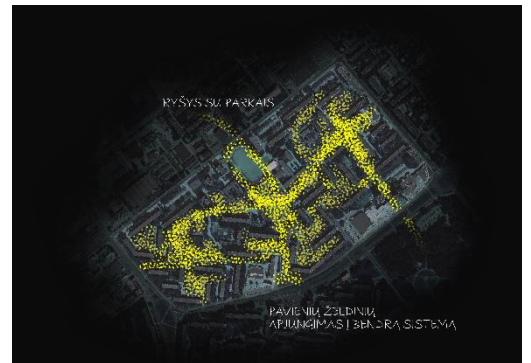 RYŠYS SU PARKAIS
PAVIENIŲ ŽELDINIŲ
APJUNGIMAS Į BENDRĄ SISTEMĄ